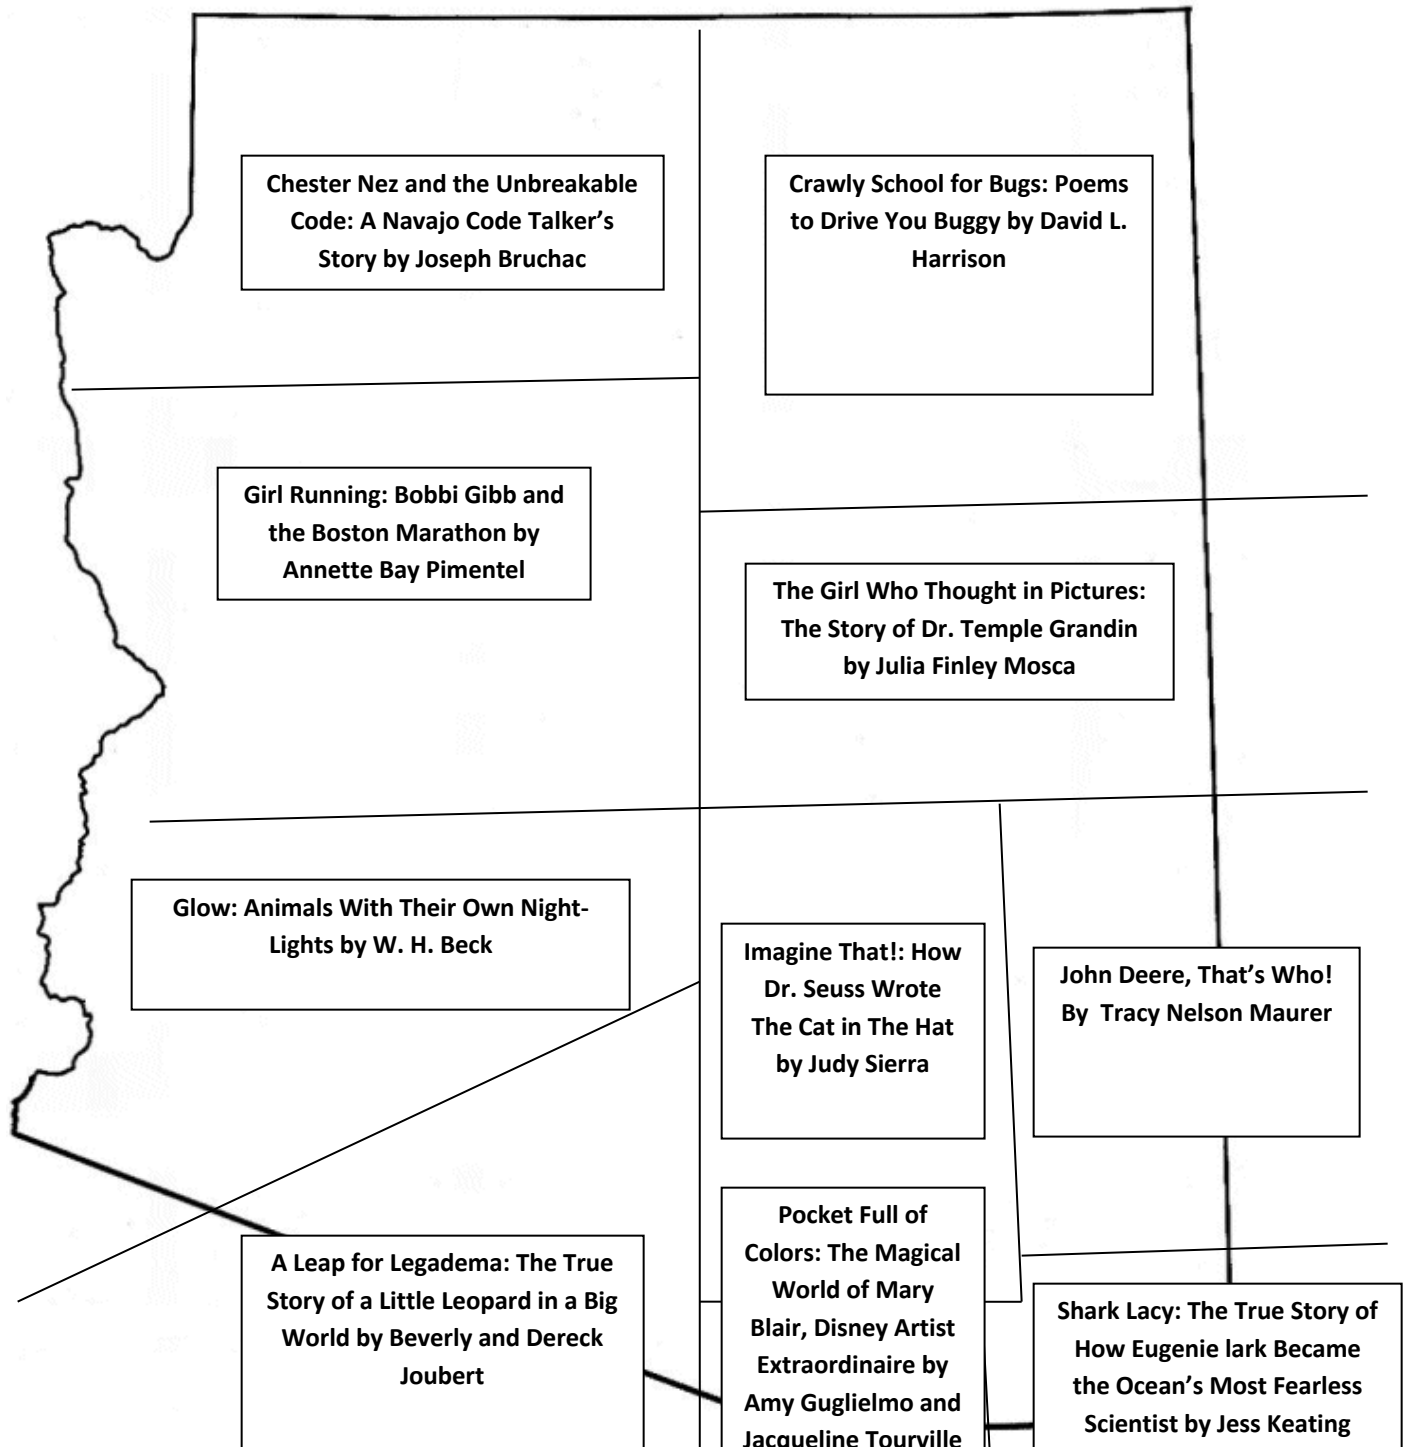 Chester Nez and the Unbreakable
Code: A Navajo Code Talker’s
Story by Joseph Bruchac
Crawly School for Bugs: Poems
to Drive You Buggy by David L.
Harrison
Girl Running: Bobbi Gibb and
the Boston Marathon by
Annette Bay Pimentel
The Girl Who Thought in Pictures:
The Story of Dr. Temple Grandin
by Julia Finley Mosca
Glow: Animals With Their Own Night-
Lights by W. H. Beck
Imagine That!: How
Dr. Seuss Wrote
The Cat in The Hat
by Judy Sierra
John Deere, That’s Who!
By Tracy Nelson Maurer
A Leap for Legadema: The True
Story of a Little Leopard in a Big
World by Beverly and Dereck
Joubert
Pocket Full of
Colors: The Magical
World of Mary
Blair, Disney Artist
Extraordinaire by
Amy Guglielmo and
Jacqueline Tourville
Shark Lacy: The True Story of
How Eugenie lark Became
the Ocean’s Most Fearless
Scientist by Jess Keating